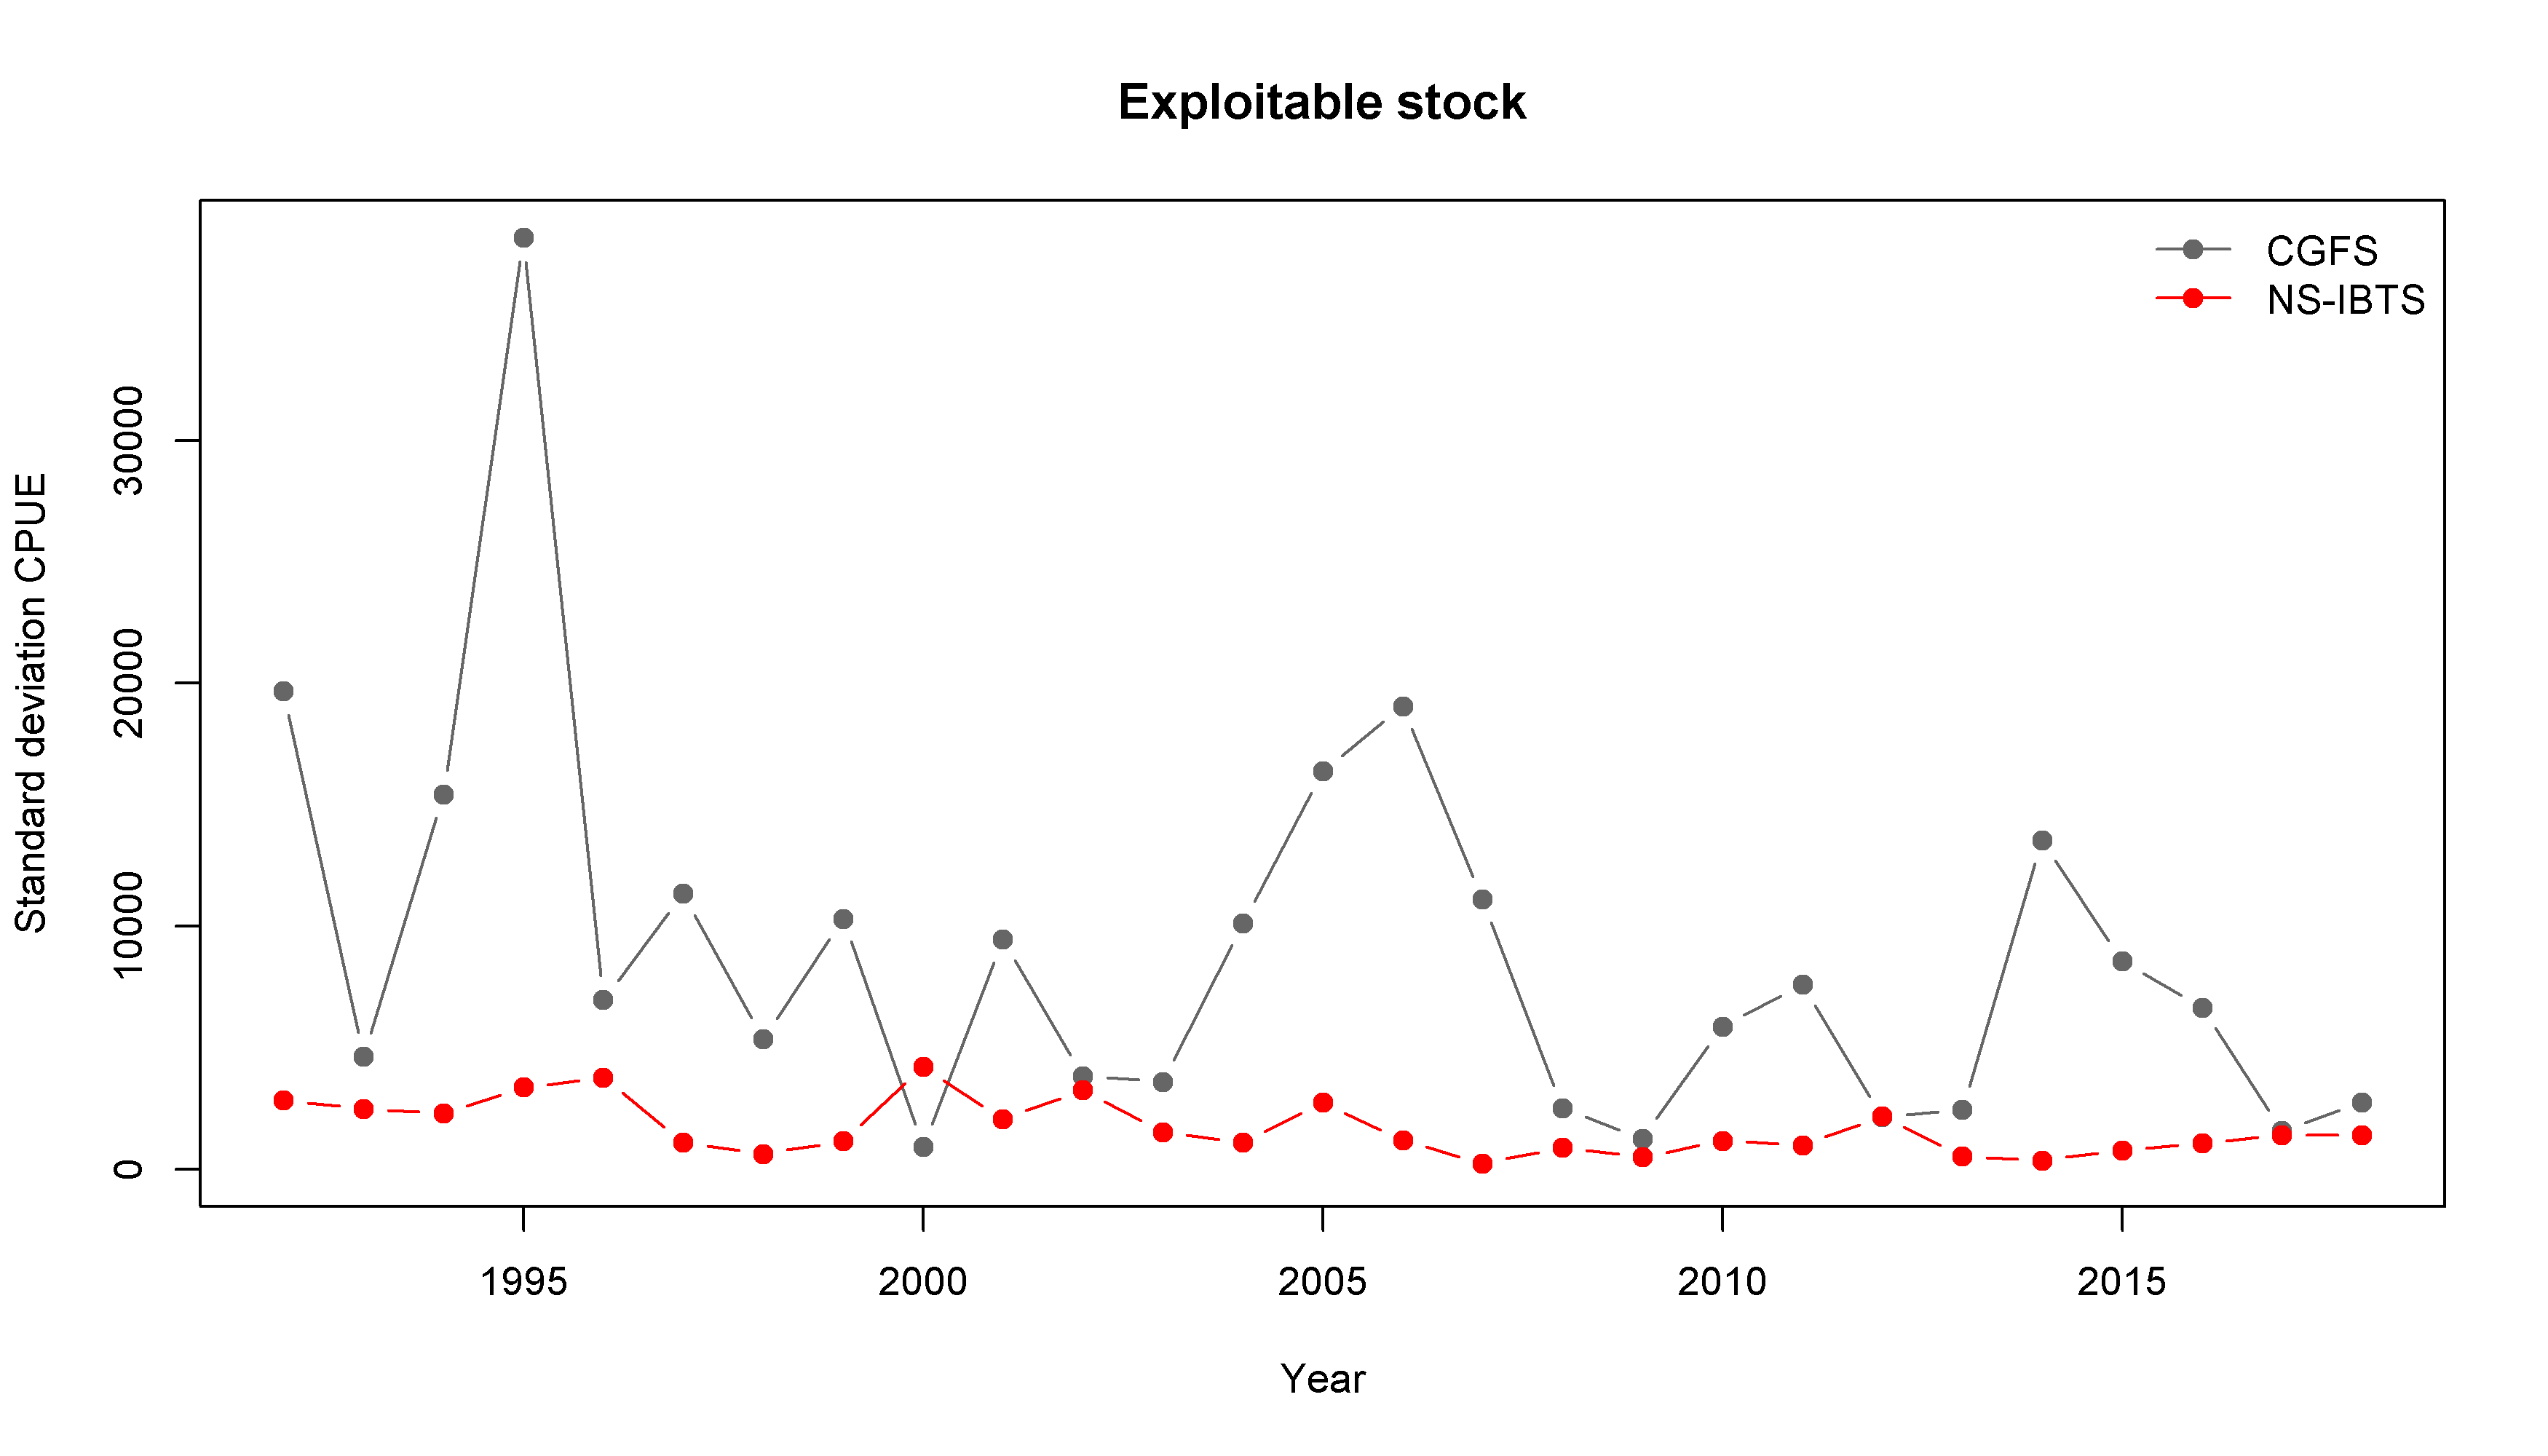 Exploitable stock
CGFS
NS-IBTS
Standard deviation CPUE
30000
20000
10000
0
1995
2000
2005
2010
2015
Year